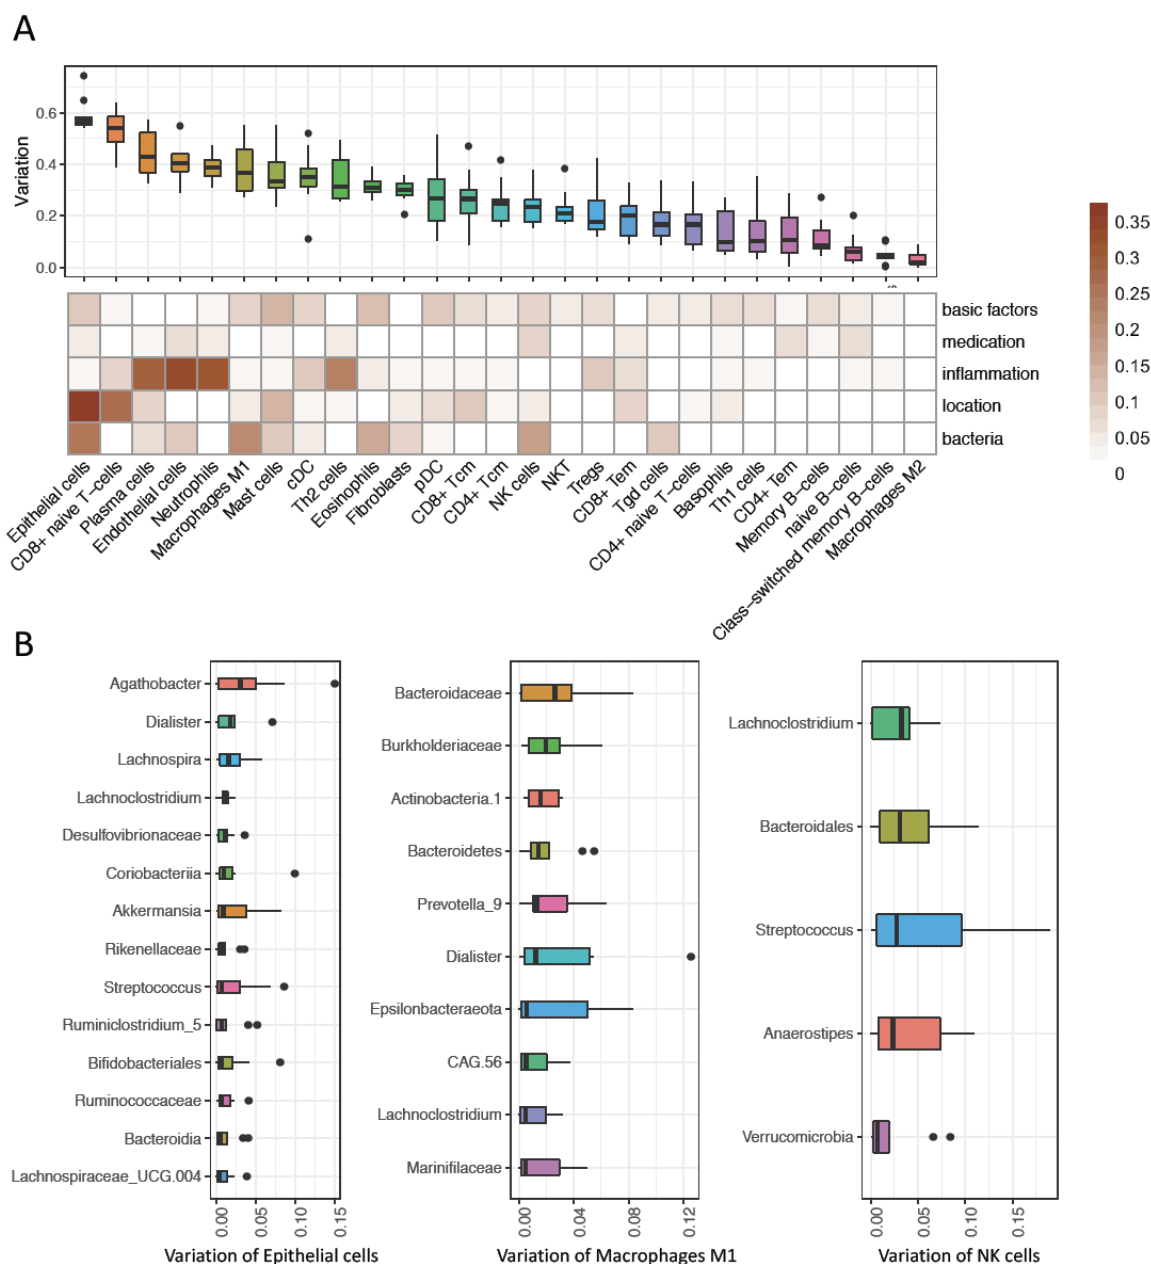 A
Variation
0.6
0.4
0.2
0.0
basic factors
medication
inflammation
location
bacteria
0.35
0.3
0.25
0.2
0.15
0.1
0.05
0
Epithelial cells
CD8+ naive T-cells
Plasma cells
Endothelial cells
Neutrophils
Macrophages M1
Mast cells
cDC
Th2 cells
Eosinophils
Fibroblasts
pDC
CD8+ Tcm
CD4+ Tcm
NK cells
NKT
Tregs
CD8+ Tem
Tgd cells
CD4+ naive T-cells
Basophils
Th1 cells
CD4+ Tem
Memory B-cells
naive B-cells
Class-switched memory B-cells
Macrophages M2
B
Agathobacter
Dialister
Lachnospira
Lachnoclostridium
Desulfovibrionaceae
Coriobacteriia
Akkermansia
Rikenellaceae
Streptococcus
Ruminiclostridium_5
Bifidobacteriales
Ruminococcaceae
Bacteroidia
Lachnospiraceae_UCG.004
0.00
0.05
0.10
0.15
Variation of Epithelial cells
Bacteroidaceae
Burkholderiaceae
Actinobacteria.1
Bacteroidetes
Prevotella_9
Dialister
Epsilonbacteraeota
CAG.56
Lachnoclostridium
Marinifilaceae
0.00
0.04
0.08
0.12
Variation of Macrophages M1
Lachnoclostridium
Bacteroidales
Streptococcus
Anaerostipes
Verrucomicrobia
0.00
0.05
0.10
0.15
Variation of NK cells